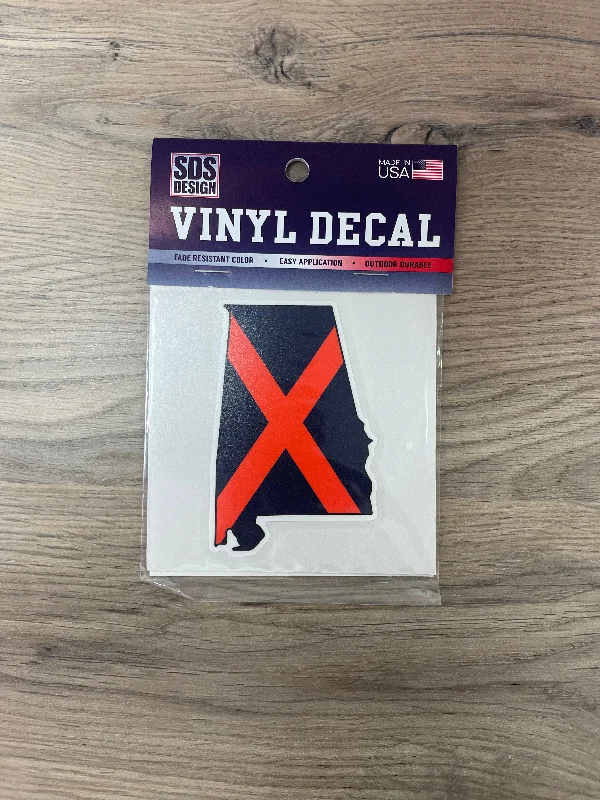 SDS
DESIGN
MADE IN
USA
VINYL DECAL
FADE RESISTANT COLOR • EASY APPLICATION • OUTDOOR DURABLE